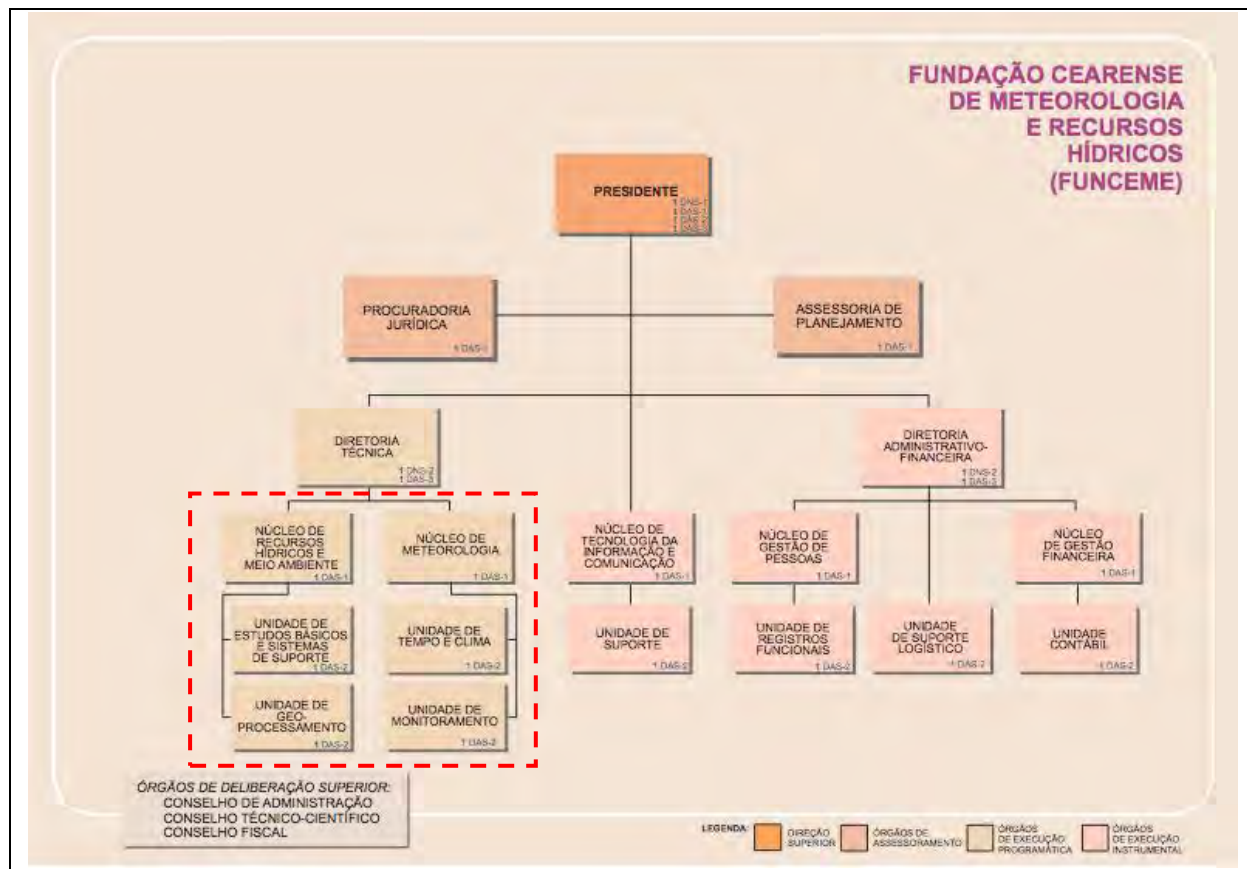 FUNDAÇÃO CEARENSE
DE METEOROLOGIA
E RECURSOS
HÍDRICOS
(FUNCEME)
PRESIDENTE
1 DNS-1
PROCURADORIA
JURÍDICA
1 DAS-1
ASSESSORIA DE
PLANEJAMENTO
1 DAS-1
DIRETORIA
TÉCNICA
1 DNS-2
1 DAS-3
DIRETORIA
ADMINISTRATIVO-
FINANCEIRA
1 DNS-2
1 DAS-3
NÚCLEO DE
RECURSOS
HÍDRICOS E
MEIO AMBIENTE
1 DAS-1
NÚCLEO DE
METEOROLOGIA
1 DAS-1
NÚCLEO DE
TECNOLOGIA DA
INFORMAÇÃO E
COMUNICAÇÃO
1 DAS-1
NÚCLEO DE
GESTÃO DE
PESSOAS
1 DAS-1
NÚCLEO
DE GESTÃO
FINANCEIRA
1 DAS-1
UNIDADE DE
ESTUDOS BÁSICOS
E SISTEMAS
DE SUPORTE
1 DAS-2
UNIDADE DE
TEMPO E CLIMA
1 DAS-2
UNIDADE DE
SUPORTE
1 DAS-2
UNIDADE DE
REGISTROS
FUNCIONAIS
1 DAS-2
UNIDADE
DE SUPORTE
LOGÍSTICO
1 DAS-2
UNIDADE
CONTÁBIL
1 DAS-2
UNIDADE DE
GEO-
PROCESSAMENTO
1 DAS-2
UNIDADE DE
MONITORAMENTO
1 DAS-2
ÓRGÃOS DE DELIBERAÇÃO SUPERIOR:
CONSELHO DE ADMINISTRAÇÃO
CONSELHO TÉCNICO-CIENTÍFICO
CONSELHO FISCAL
LEGENDA:
DIREÇÃO
SUPERIOR
ÓRGÃOS DE
ASSESSORAMENTO
ÓRGÃOS
DE EXECUÇÃO
PROGRAMÁTICA
ÓRGÃOS
DE EXECUÇÃO
INSTRUMENTAL